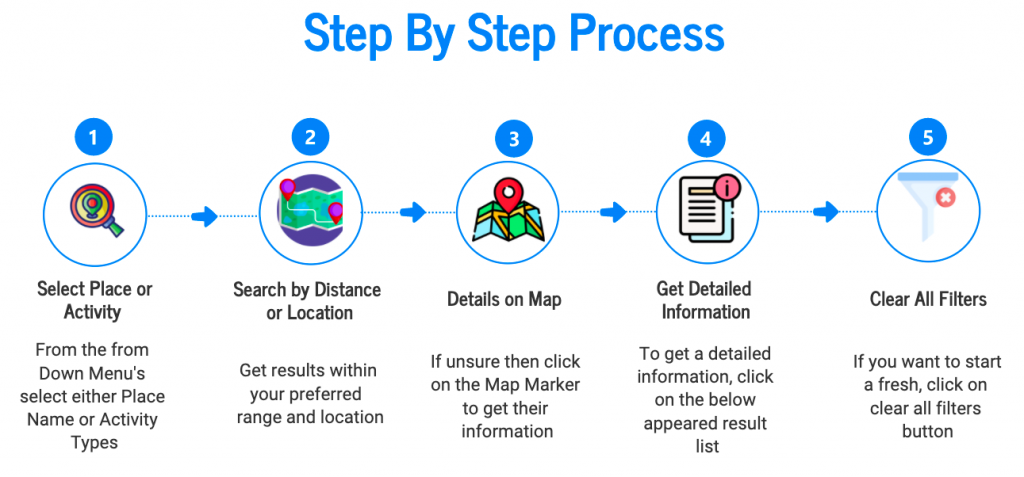 Step By Step Process
1
Select Place or
Activity
From the from
Down Menu's
select either Place
Name or Activity
Types
2
Search by Distance
or Location
Get results within
your preferred
range and location
3
Details on Map
If unsure then click
on the Map Marker
to get their
information
4
Get Detailed
Information
To get a detailed
information, click
on the below
appeared result
list
5
Clear All Filters
If you want to start
a fresh, click on
clear all filters
button